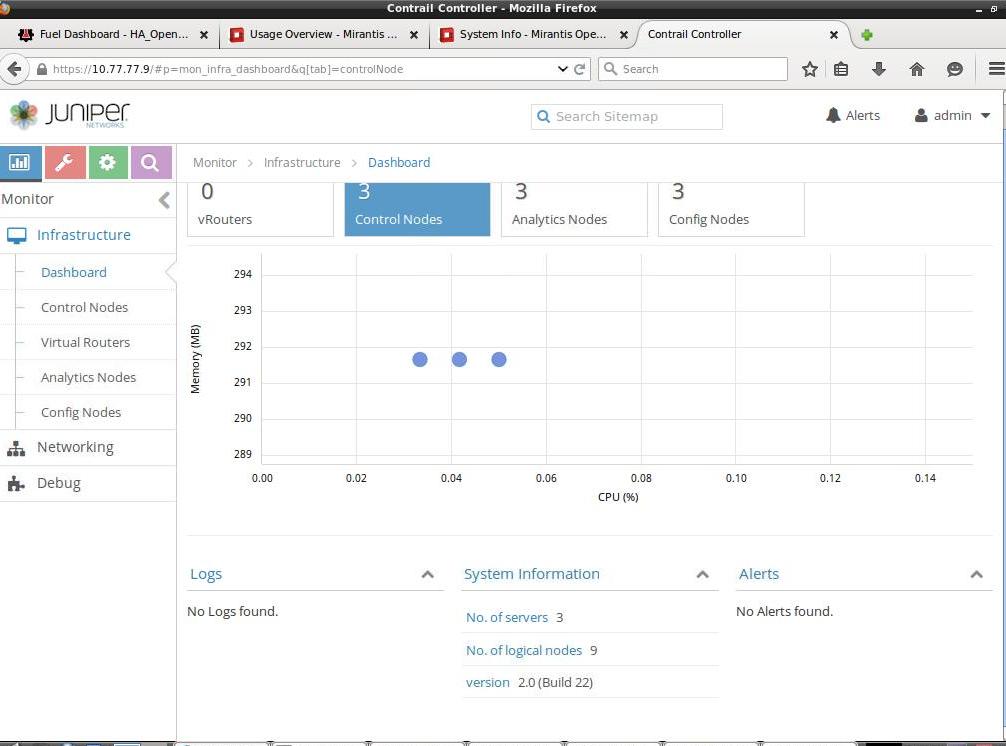 Contrail Controller - Mozilla Firefox
Fuel Dashboard - HA_Open...
Usage Overview - Mirantis ...
System Info - Mirantis Ope...
Contrail Controller
https://10.77.77.9/#p=mon_infra_dashboard&q[tab]=controlNode
Search
JUNIPER
NETWORKS
Search Sitemap
Alerts
admin
Monitor > Infrastructure > Dashboard
Monitor
Infrastructure
Dashboard
Control Nodes
Virtual Routers
Analytics Nodes
Config Nodes
Networking
Debug
0
vRouters
3
Control Nodes
3
Analytics Nodes
3
Config Nodes
Memory (MB)
294
293
292
291
290
289
0.00 0.02 0.04 0.06 0.08 0.10 0.12 0.14
CPU (%)
Logs
No Logs found.
System Information
No. of servers 3
No. of logical nodes 9
version 2.0 (Build 22)
Alerts
No Alerts found.